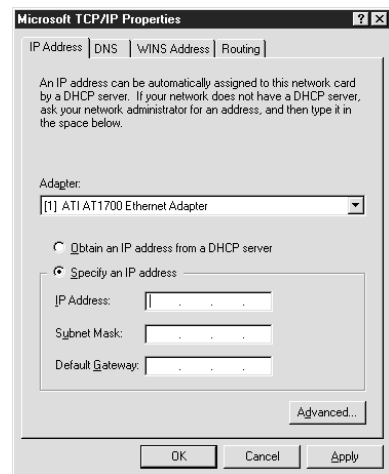 Microsoft TCP/IP Properties
IP Address DNS WINS Address Routing
An IP address can be automatically assigned to this network card
by a DHCP server. If your network does not have a DHCP server,
ask your network administrator for an address, and then type it in
the space below.
Adapter:
[1] ATI AT1700 Ethernet Adapter
Obtain an IP address from a DHCP server
Specify an IP address
IP Address:
Subnet Mask:
Default Gateway:
Advanced...
OK Cancel Apply